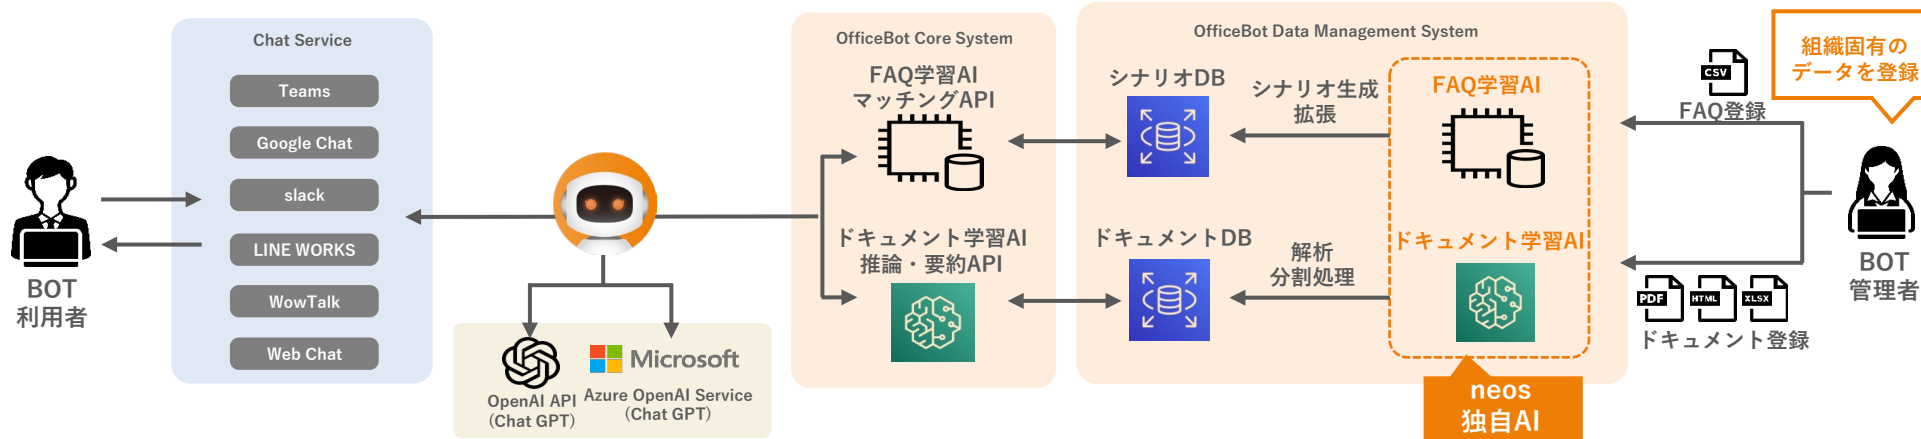 BOT
利用者
Chat Service
Teams
Google Chat
slack
LINE WORKS
WowTalk
Web Chat
OpenAI API
(Chat GPT)
Microsoft
Azure OpenAI Service
(Chat GPT)
OfficeBot Core System
FAQ学習AI
マッチングAPI
ドキュメント学習AI
推論・要約API
OfficeBot Data Management System
シナリオDB
シナリオ生成
拡張
FAQ学習AI
ドキュメントDB
解析
分割処理
ドキュメント学習AI
neos
独自AI
CSV
FAQ登録
組織固有の
データを登録
PDF
HTML
XLSX
ドキュメント登録
BOT
管理者